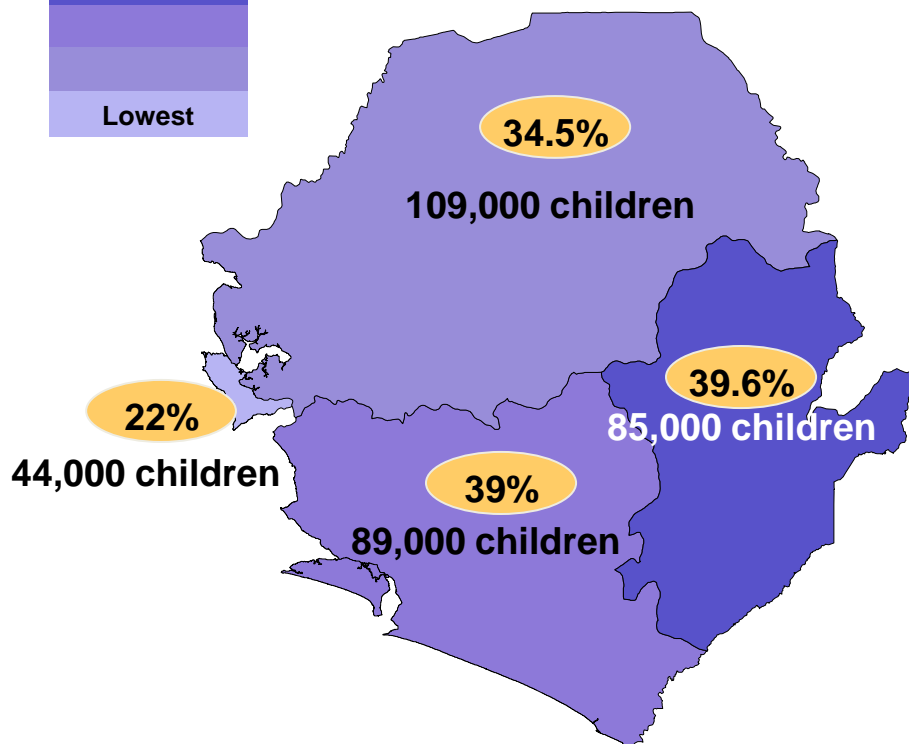 Lowest
34.5%
109,000 children
39.6%
85,000 children
22%
44,000 children
39%
89,000 children